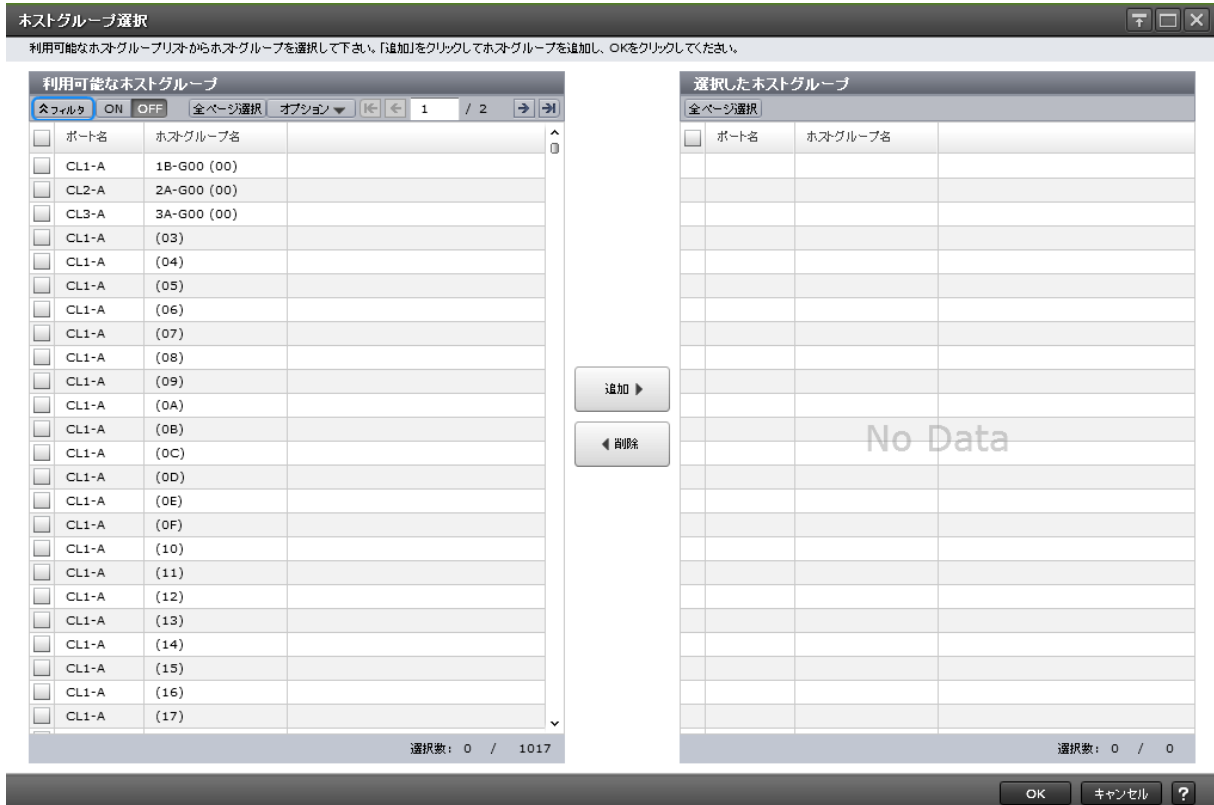 ホストグループ選択
利用可能なホストグループリストからホストグループを選択して下さい。「追加」をクリックしてホストグループを追加し、OKをクリックしてください。
利用可能なホストグループ
フィルタ ON OFF 全ページ選択 オプション 1 / 2
ポート名 ホストグループ名
CL1-A 1B-G00 (00)
CL2-A 2A-G00 (00)
CL3-A 3A-G00 (00)
CL1-A (03)
CL1-A (04)
CL1-A (05)
CL1-A (06)
CL1-A (07)
CL1-A (08)
CL1-A (09)
CL1-A (0A)
CL1-A (0B)
CL1-A (0C)
CL1-A (0D)
CL1-A (0E)
CL1-A (0F)
CL1-A (10)
CL1-A (11)
CL1-A (12)
CL1-A (13)
CL1-A (14)
CL1-A (15)
CL1-A (16)
CL1-A (17)
選択数: 0 / 1017
追加
削除
選択したホストグループ
全ページ選択
ポート名 ホストグループ名
No Data
選択数: 0 / 0
OK キャンセル ?